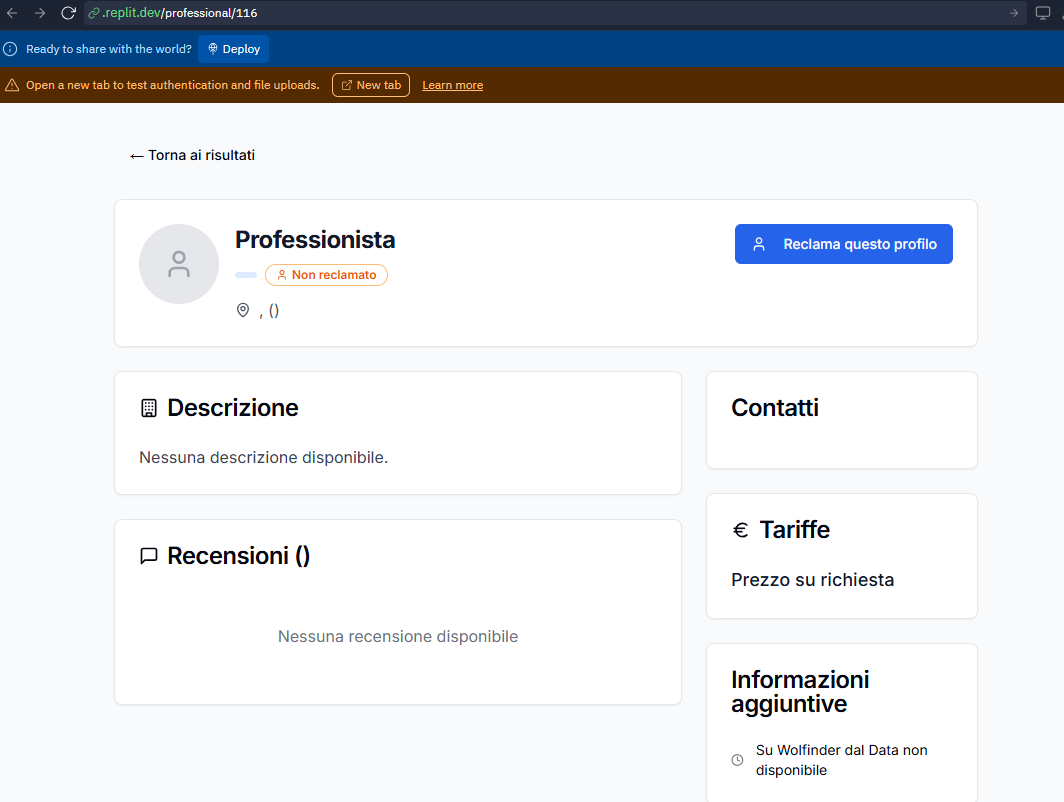 .replit.dev/professional/116
Ready to share with the world? Deploy
Open a new tab to test authentication and file uploads. New tab Learn more
← Torna ai risultati
Professionista
Reclama questo profilo
Non reclamato
, ()
Descrizione
Nessuna descrizione disponibile.
Contatti
Recensioni ()
Nessuna recensione disponibile
€ Tariffe
Prezzo su richiesta
Informazioni
aggiuntive
Su Wolfinder dal Data non
disponibile